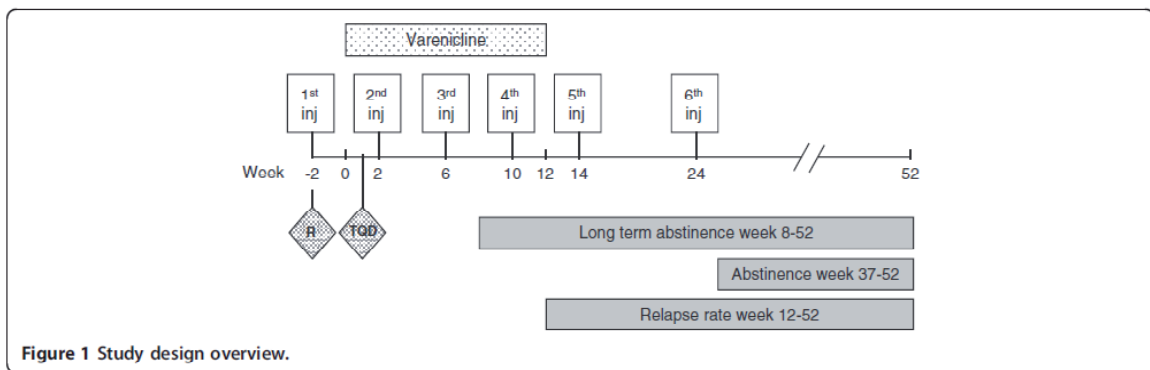 Varenicline
1st inj
2nd inj
3rd inj
4th inj
5th inj
6th inj
Week -2 0 2 6 10 12 14 24 52
R TQD
Long term abstinence week 8-52
Abstinence week 37-52
Relapse rate week 12-52
Figure 1 Study design overview.